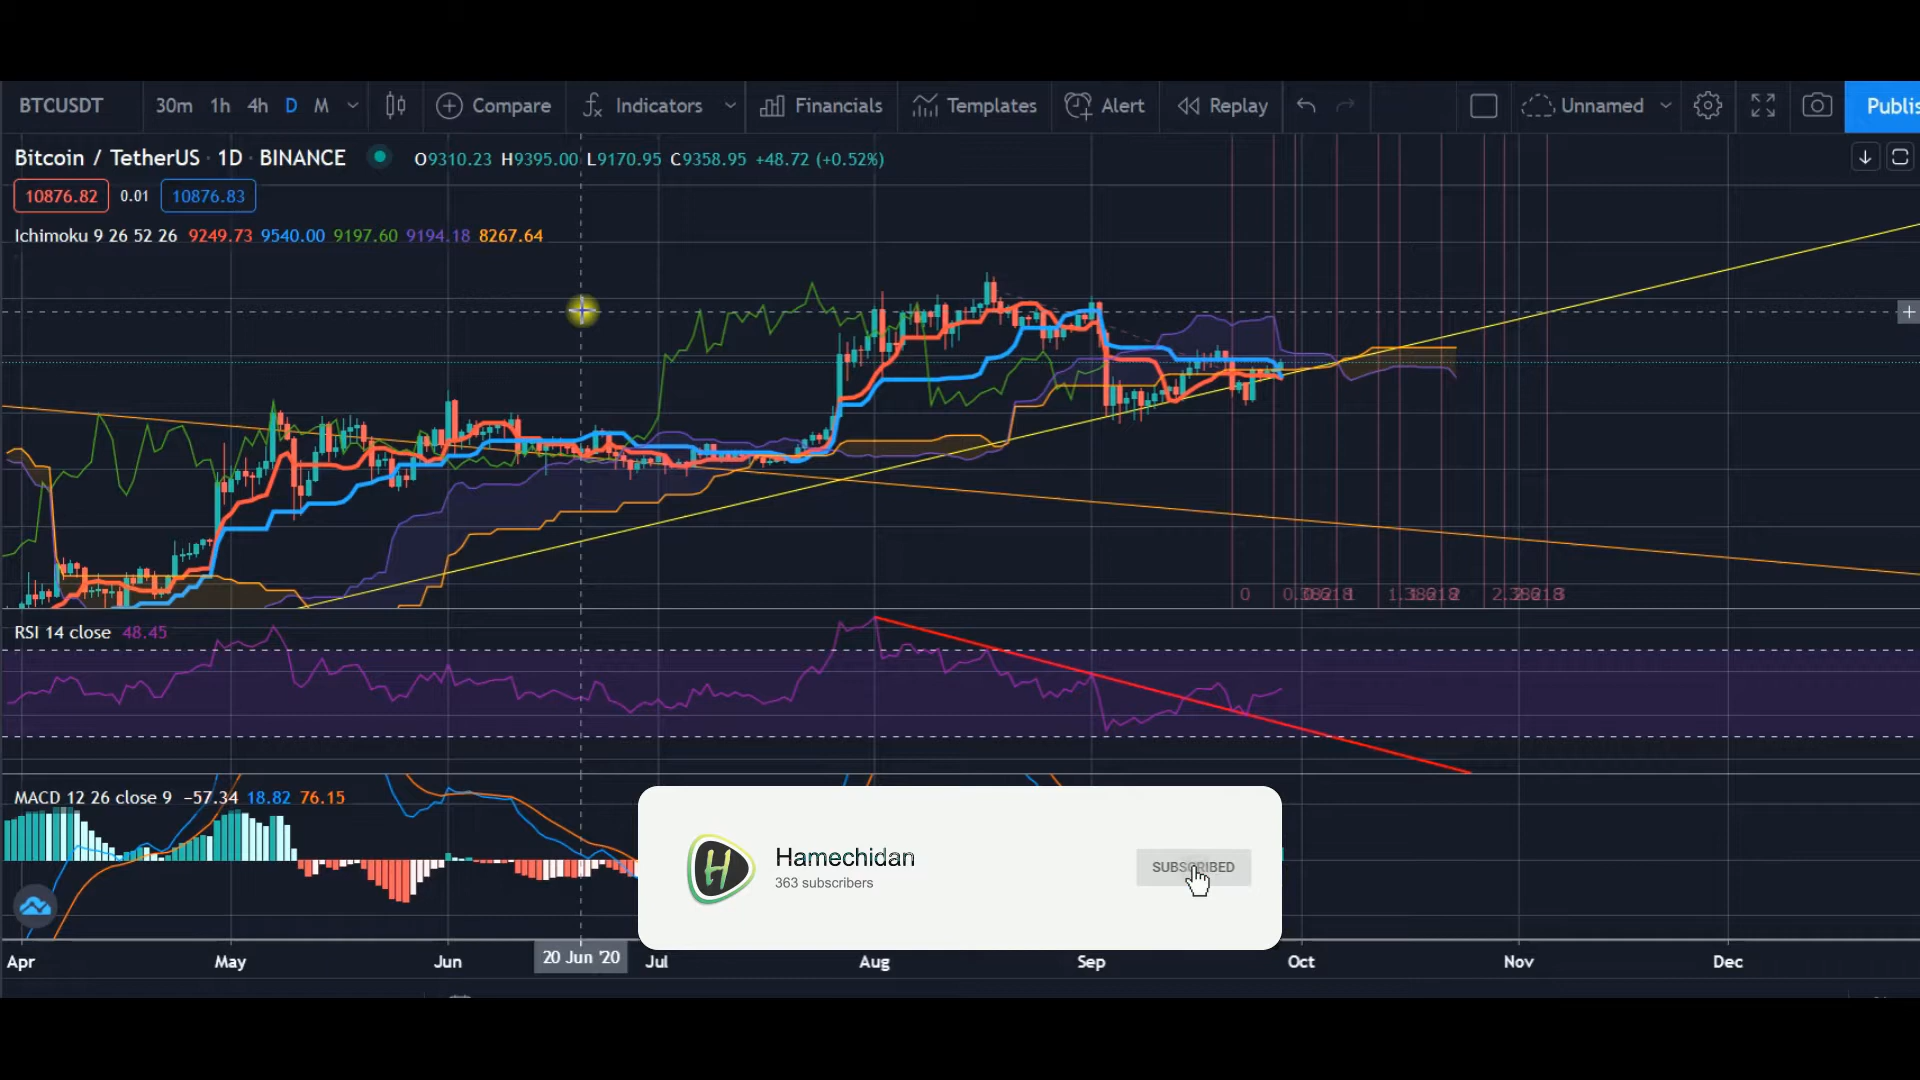 BTCUSDT 30m 1h 4h D M Compare Indicators Financials Templates Alert Replay Unnamed Publis
Bitcoin / TetherUS · 1D · BINANCE O9310.23 H9395.00 L9170.95 C9358.95 +48.72 (+0.52%)
10876.82 0.01 10876.83
Ichimoku 9 26 52 26 9249.73 9540.00 9197.60 9194.18 8267.64
0
RSI 14 close 48.45
MACD 12 26 close 9 −57.34 18.82 76.15
Hamechidan
363 subscribers
SUBSCRIBED
Apr May Jun 20 Jun '20 Jul Aug Sep Oct Nov Dec